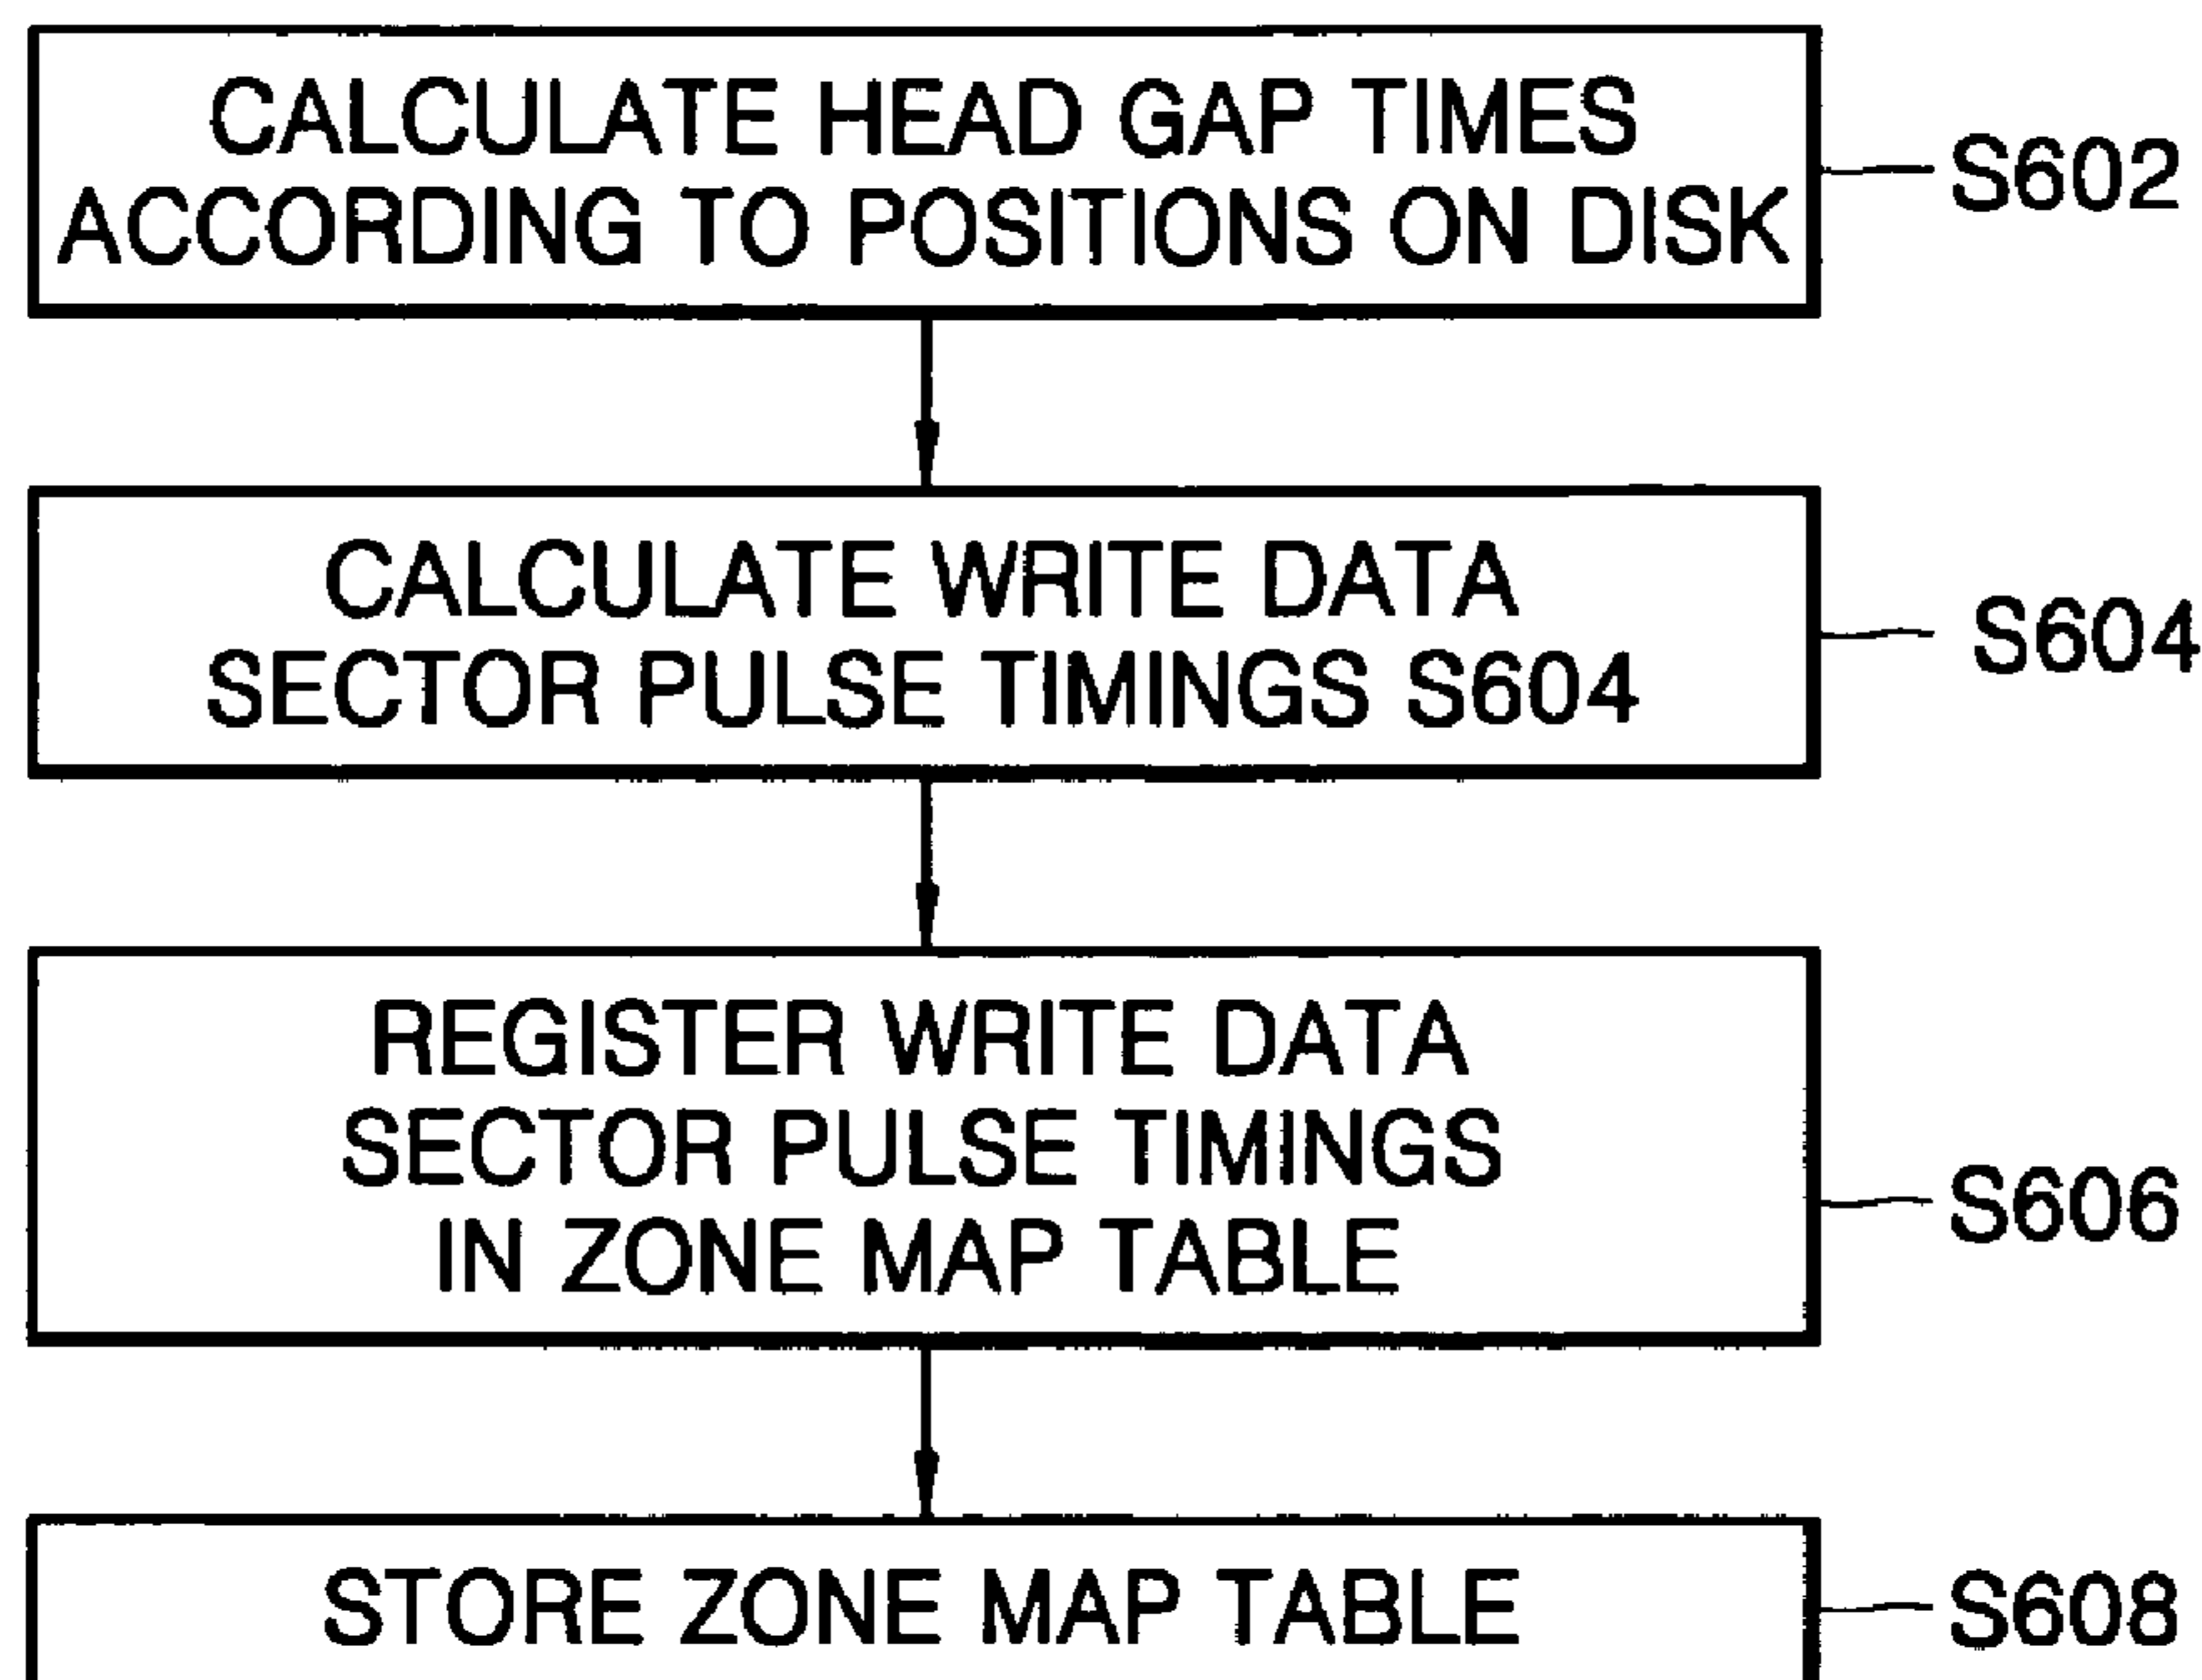 CALCULATE HEAD GAP TIMES
ACCORDING TO POSITIONS ON DISK
S602
CALCULATE WRITE DATA
SECTOR PULSE TIMINGS S604
S604
REGISTER WRITE DATA
SECTOR PULSE TIMINGS
IN ZONE MAP TABLE
S606
STORE ZONE MAP TABLE
S608